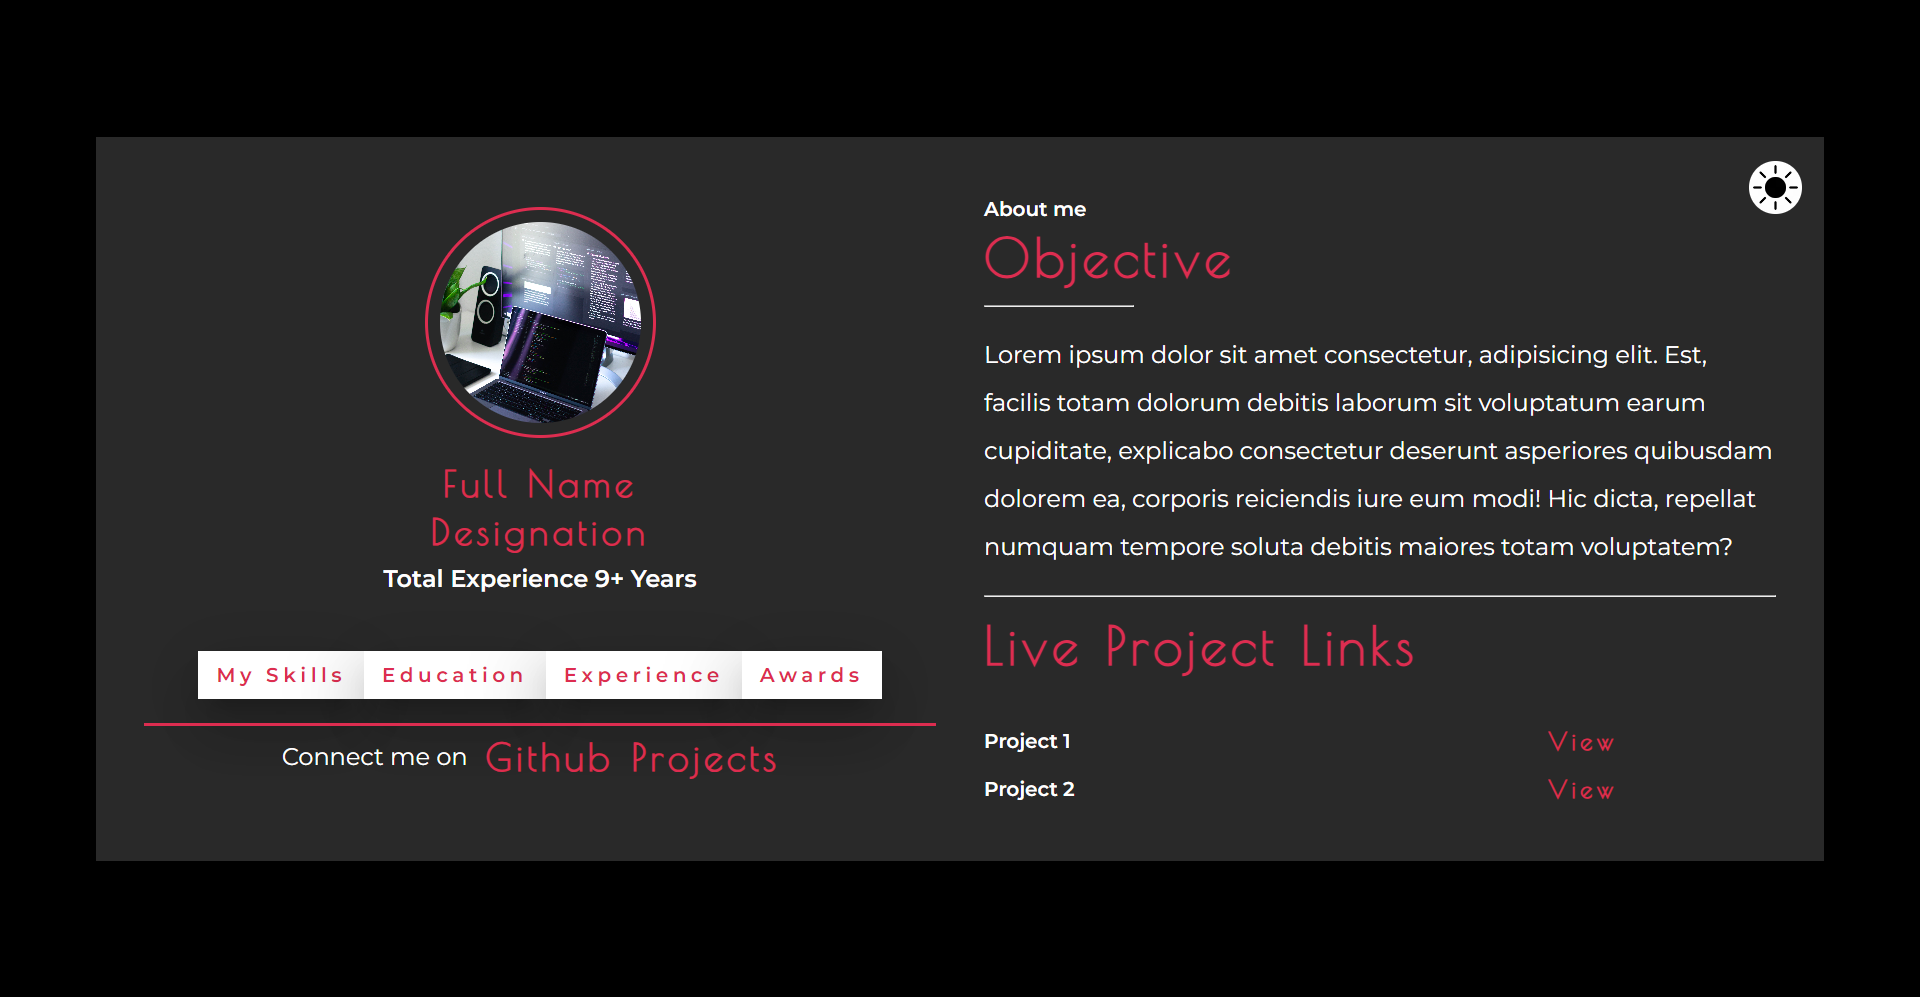 Full Name
Designation
Total Experience 9+ Years
My Skills Education Experience Awards
Connect me on Github Projects
About me
Objective
Lorem ipsum dolor sit amet consectetur, adipisicing elit. Est,
facilis totam dolorum debitis laborum sit voluptatum earum
cupiditate, explicabo consectetur deserunt asperiores quibusdam
dolorem ea, corporis reiciendis iure eum modi! Hic dicta, repellat
numquam tempore soluta debitis maiores totam voluptatem?
Live Project Links
Project 1 View
Project 2 View